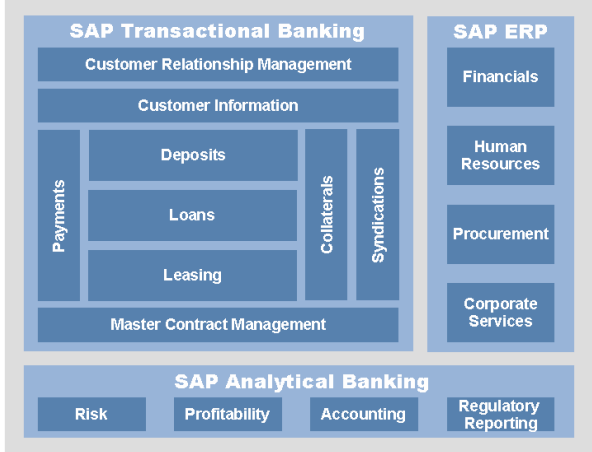 SAP Transactional Banking
Customer Relationship Management
Customer Information
Payments
Deposits
Loans
Leasing
Collaterals
Syndications
Master Contract Management
SAP ERP
Financials
Human
Resources
Procurement
Corporate
Services
SAP Analytical Banking
Risk
Profitability
Accounting
Regulatory
Reporting